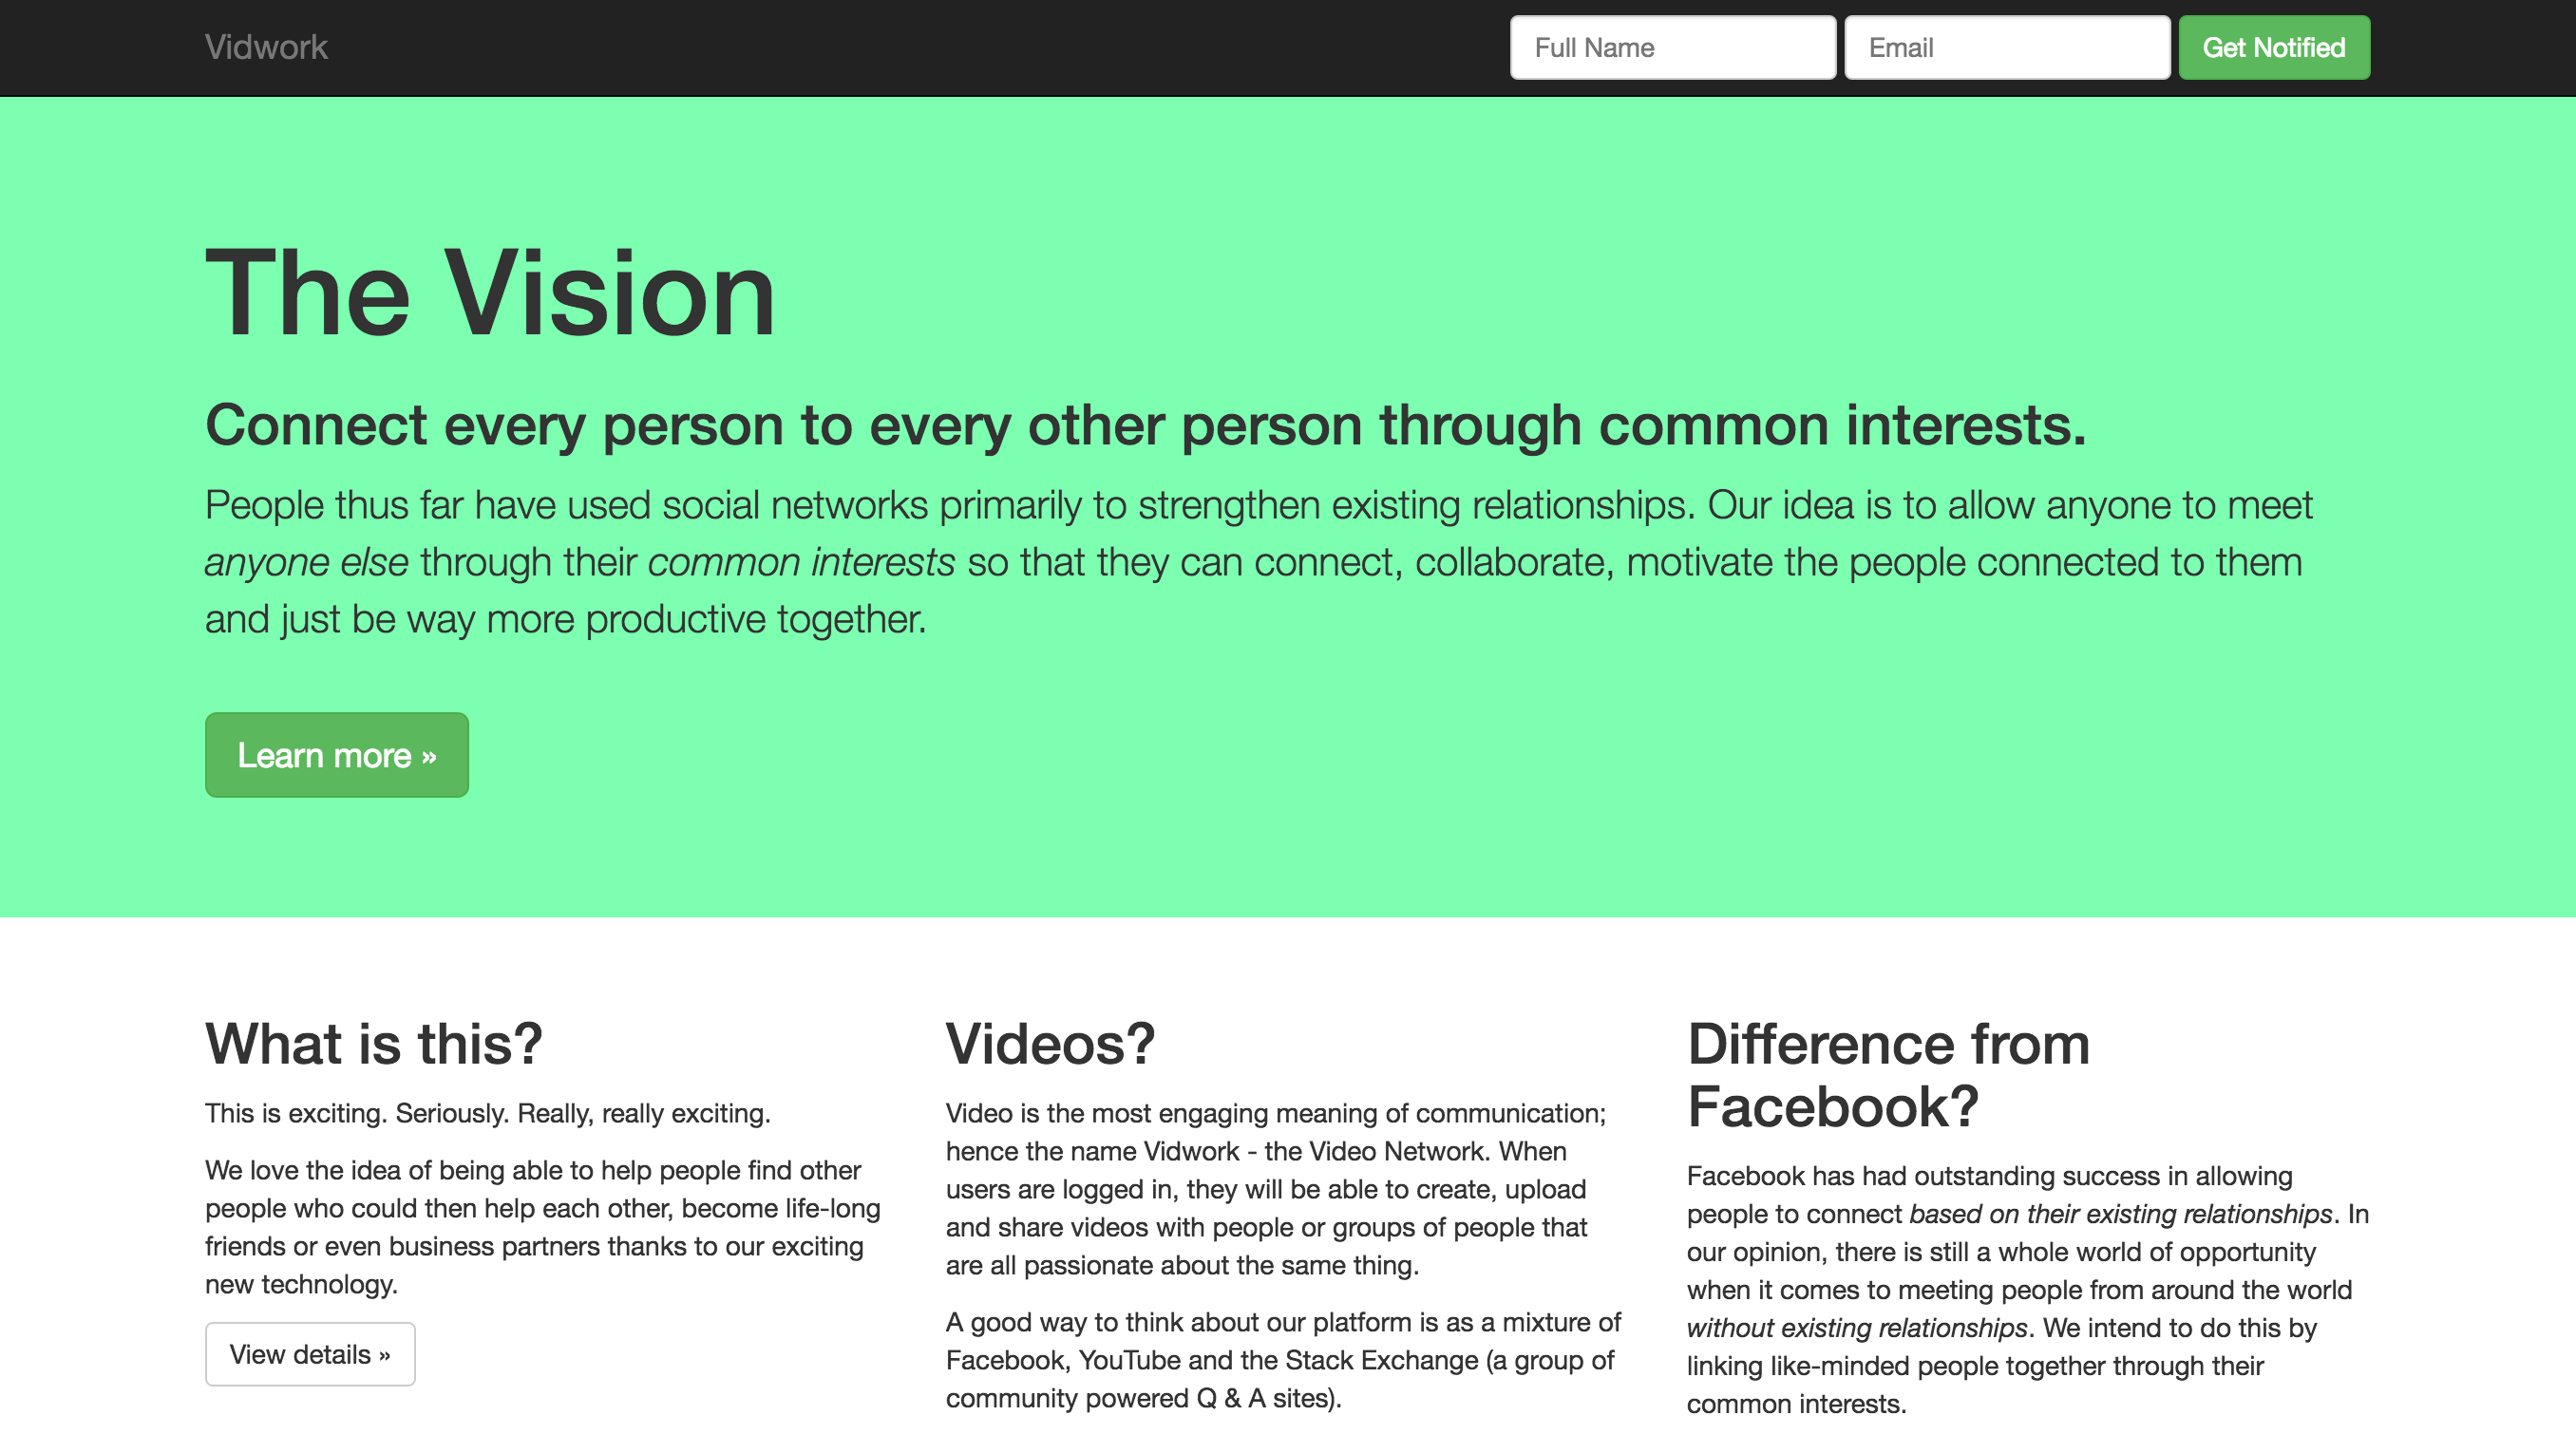 Vidwork
Full Name
Email
Get Notified
The Vision
Connect every person to every other person through common interests.
People thus far have used social networks primarily to strengthen existing relationships. Our idea is to allow anyone to meet
anyone else through their common interests so that they can connect, collaborate, motivate the people connected to them
and just be way more productive together.
Learn more »
What is this?
This is exciting. Seriously. Really, really exciting.
We love the idea of being able to help people find other
people who could then help each other, become life-long
friends or even business partners thanks to our exciting
new technology.
View details »
Videos?
Video is the most engaging meaning of communication;
hence the name Vidwork - the Video Network. When
users are logged in, they will be able to create, upload
and share videos with people or groups of people that
are all passionate about the same thing.
A good way to think about our platform is as a mixture of
Facebook, YouTube and the Stack Exchange (a group of
community powered Q & A sites).
Difference from
Facebook?
Facebook has had outstanding success in allowing
people to connect based on their existing relationships. In
our opinion, there is still a whole world of opportunity
when it comes to meeting people from around the world
without existing relationships. We intend to do this by
linking like-minded people together through their
common interests.